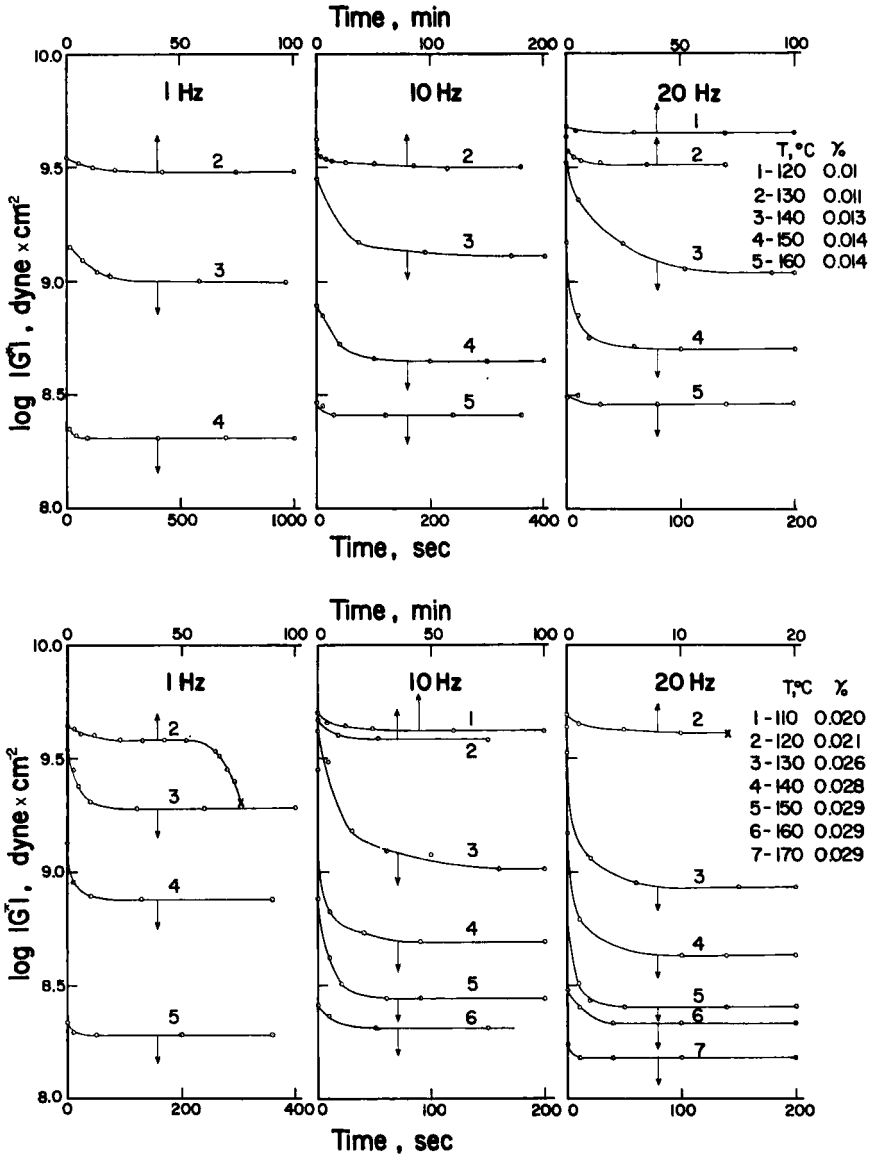 Time, min
0 50 100
0 100 200
0 50 100
10.0
9.5
9.0
8.5
8.0
log |G*|, dyne × cm²
1 Hz
2
3
4
10 Hz
2
3
4
5
20 Hz
1
2
3
4
5
T, °C γ₀
1-120 0.01
2-130 0.011
3-140 0.013
4-150 0.014
5-160 0.014
0 500 1000
0 200 400
0 100 200
Time, sec
Time, min
0 50 100
0 50 100
0 10 20
10.0
9.5
9.0
8.5
8.0
log |G*|, dyne × cm⁻²
1 Hz
2
3
4
5
10 Hz
1
2
3
4
5
6
20 Hz
2
3
4
5
6
7
T, °C γ₀
1-110 0.020
2-120 0.021
3-130 0.026
4-140 0.028
5-150 0.029
6-160 0.029
7-170 0.029
0 200 400
0 100 200
0 100 200
Time, sec